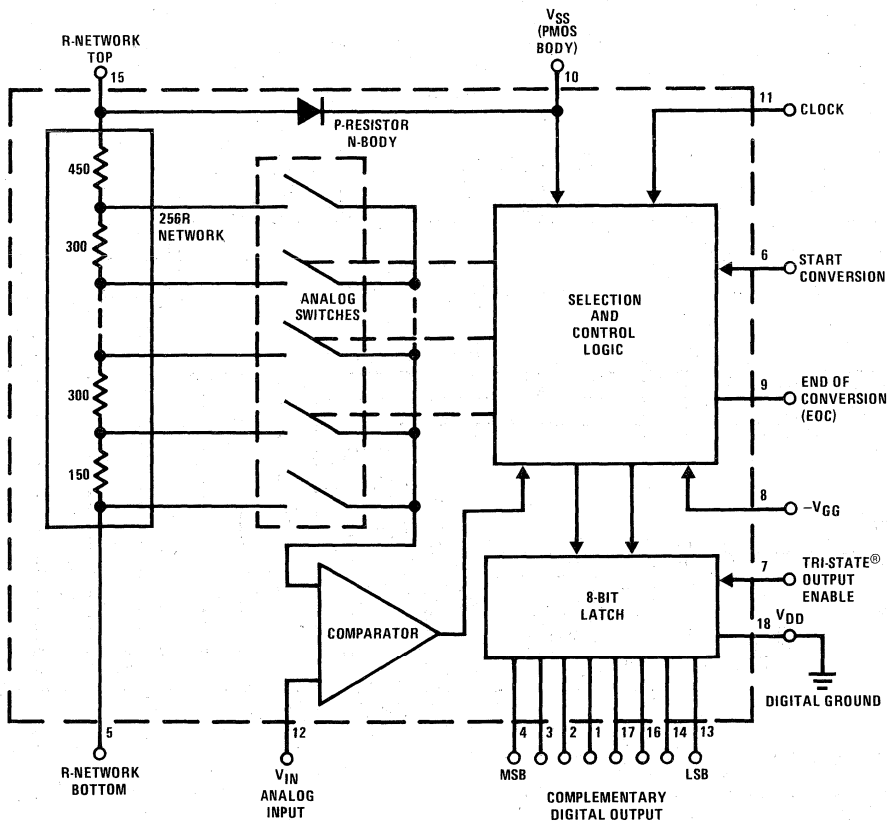 R-NETWORK
TOP
15
VSS
(PMOS
BODY)
10
11
CLOCK
P-RESISTOR
N-BODY
450
256R
NETWORK
300
6
START
CONVERSION
ANALOG
SWITCHES
SELECTION
AND
CONTROL
LOGIC
300
9
END OF
CONVERSION
(EOC)
150
8
–VGG
7
TRI-STATE®
OUTPUT
ENABLE
8-BIT
LATCH
COMPARATOR
18
VDD
DIGITAL GROUND
5
12
4
3
2
1
17
16
14
13
R-NETWORK
BOTTOM
VIN
ANALOG
INPUT
MSB
LSB
COMPLEMENTARY
DIGITAL OUTPUT